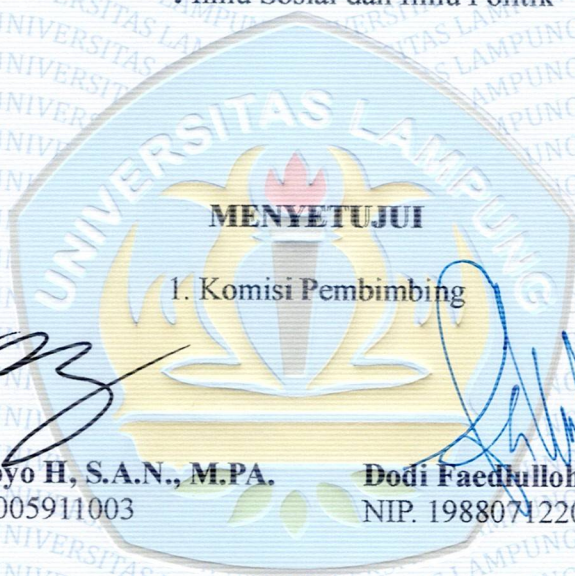 : Ilmu Sosial dan Ilmu Politik
UNIVERSITAS LAMPUNG
MENYETUJUI
1. Komisi Pembimbing
yo H, S.A.N., M.PA.
Dodi Faedlulloh
005911003
NIP. 1988071220